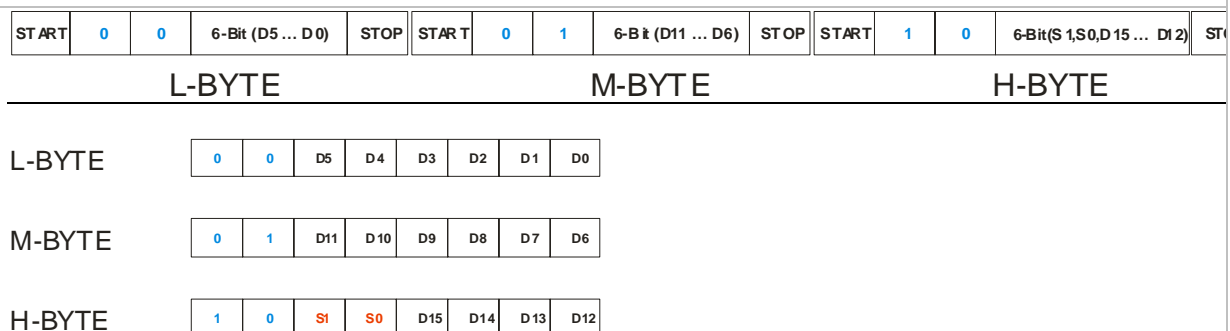 START 0 0 6-Bit (D5 ... D0) STOP START 0 1 6-Bit (D11 ... D6) STOP START 1 0 6-Bit(S1,S0,D15 ... D12)
L-BYTE M-BYTE H-BYTE
L-BYTE 0 0 D5 D4 D3 D2 D1 D0
M-BYTE 0 1 D11 D10 D9 D8 D7 D6
H-BYTE 1 0 S1 S0 D15 D14 D13 D12